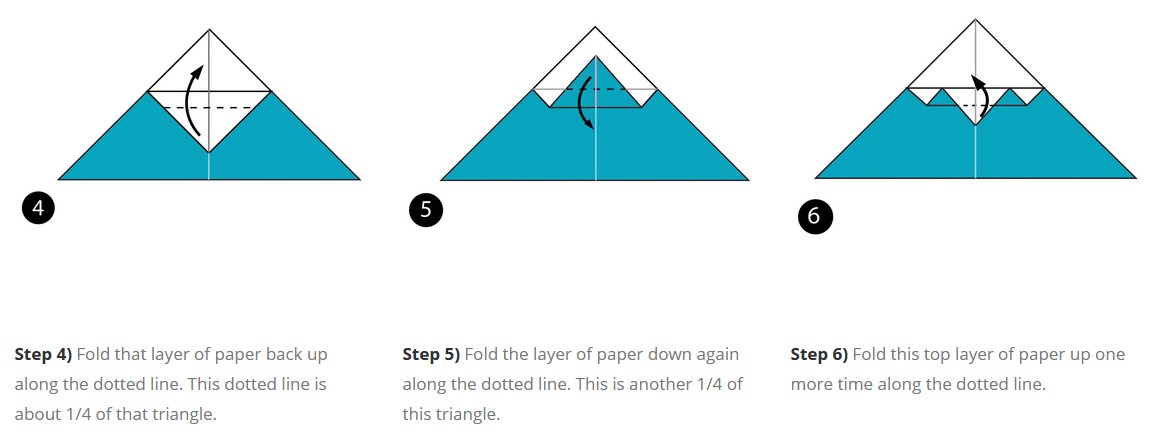 4
5
6
Step 4) Fold that layer of paper back up
along the dotted line. This dotted line is
about 1/4 of that triangle.
Step 5) Fold the layer of paper down again
along the dotted line. This is another 1/4 of
this triangle.
Step 6) Fold this top layer of paper up one
more time along the dotted line.